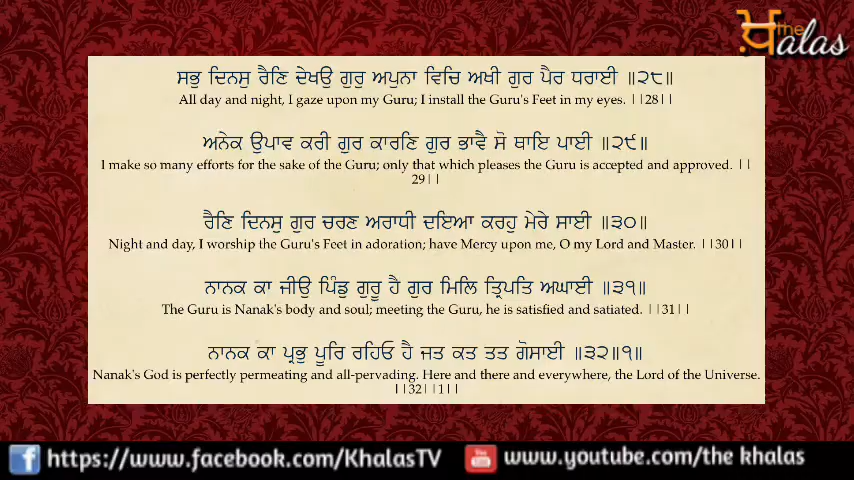 the
ਖ਼alas
ਸਭੁ ਦਿਨਸੁ ਰੈਣਿ ਦੇਖਉ ਗੁਰੁ ਅਪੁਨਾ ਵਿਚਿ ਅਖੀ ਗੁਰ ਪੈਰ ਧਰਾਈ ॥੨੮॥
All day and night, I gaze upon my Guru; I install the Guru's Feet in my eyes. ||28||
ਅਨੇਕ ਉਪਾਵ ਕਰੀ ਗੁਰ ਕਾਰਣਿ ਗੁਰ ਭਾਵੈ ਸੋ ਥਾਇ ਪਾਈ ॥੨੯॥
I make so many efforts for the sake of the Guru; only that which pleases the Guru is accepted and approved. ||
29||
ਰੈਣਿ ਦਿਨਸੁ ਗੁਰ ਚਰਣ ਅਰਾਧੀ ਦਇਆ ਕਰਹੁ ਮੇਰੇ ਸਾਈ ॥੩੦॥
Night and day, I worship the Guru's Feet in adoration; have Mercy upon me, O my Lord and Master. ||30||
ਨਾਨਕ ਕਾ ਜੀਉ ਪਿੰਡੁ ਗੁਰੂ ਹੈ ਗੁਰ ਮਿਲਿ ਤ੍ਰਿਪਤਿ ਅਘਾਈ ॥੩੧॥
The Guru is Nanak's body and soul; meeting the Guru, he is satisfied and satiated. ||31||
ਨਾਨਕ ਕਾ ਪ੍ਰਭੁ ਪੂਰਿ ਰਹਿਓ ਹੈ ਜਤ ਕਤ ਤਤ ਗੋਸਾਈ ॥੩੨॥੧॥
Nanak's God is perfectly permeating and all-pervading. Here and there and everywhere, the Lord of the Universe.
||32||1||
https://www.facebook.com/KhalasTV
www.youtube.com/the khalas